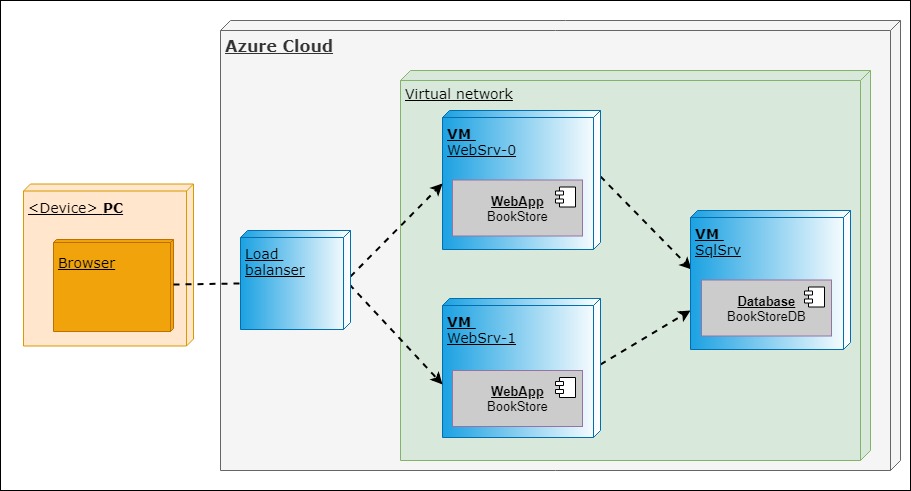 Azure Cloud
Virtual network
VM
WebSrv-0
WebApp
BookStore
<Device> PC
Browser
Load
balanser
VM
SqlSrv
Database
BookStoreDB
VM
WebSrv-1
WebApp
BookStore